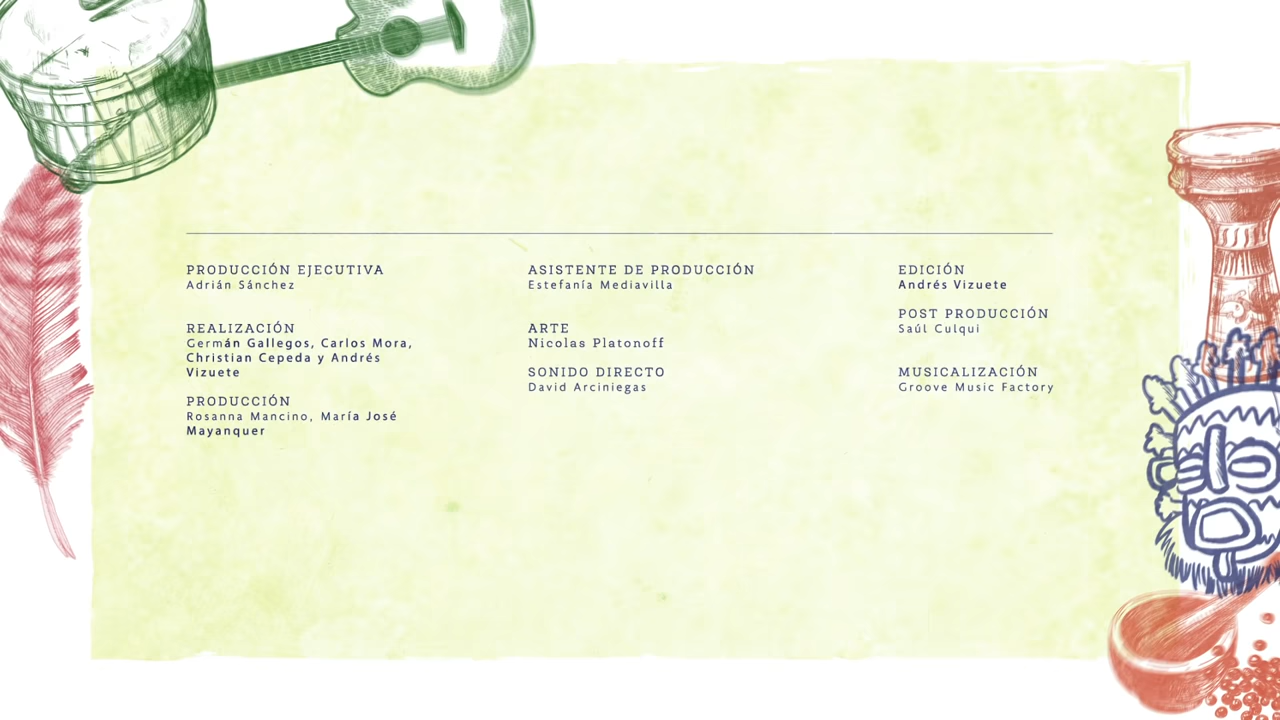 PRODUCCIÓN EJECUTIVA
Adrián Sánchez
REALIZACIÓN
Germán Gallegos, Carlos Mora,
Christian Cepeda y Andrés
Vizuete
PRODUCCIÓN
Rosanna Mancino, María José
Mayanquer
ASISTENTE DE PRODUCCIÓN
Estefanía Mediavilla
ARTE
Nicolas Platonoff
SONIDO DIRECTO
David Arciniegas
EDICIÓN
Andrés Vizuete
POST PRODUCCIÓN
Saúl Culqui
MUSICALIZACIÓN
Groove Music Factory